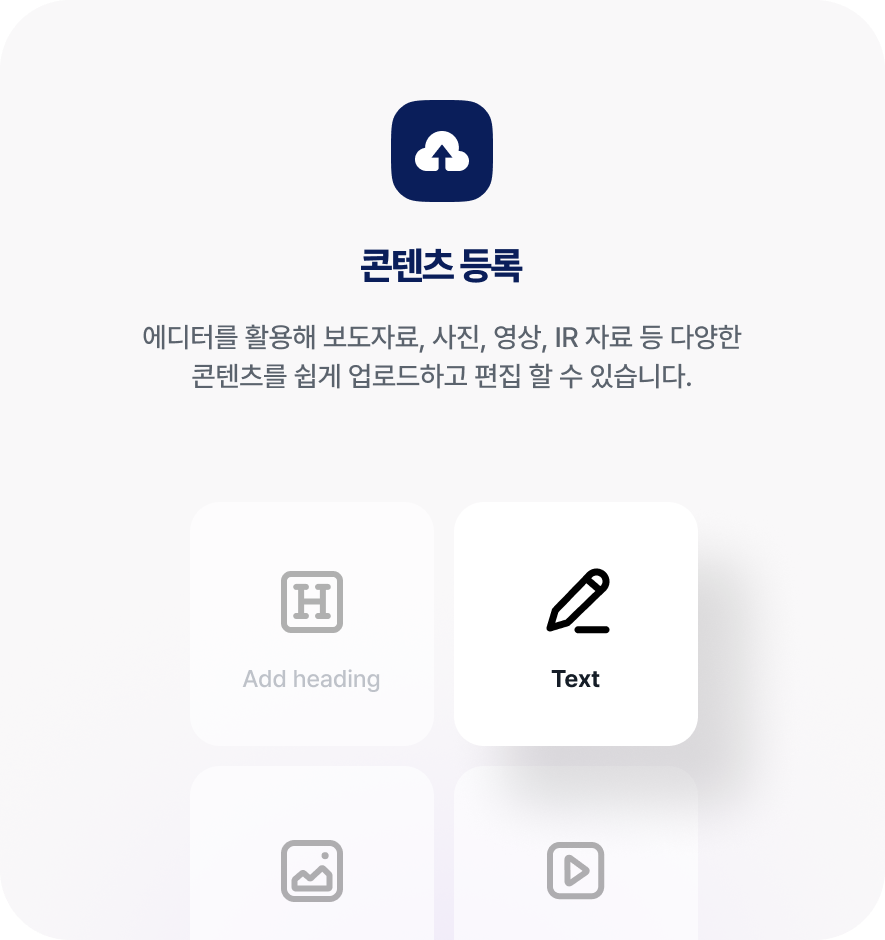 콘텐츠 등록
에디터를 활용해 보도자료, 사진, 영상, IR 자료 등 다양한
콘텐츠를 쉽게 업로드하고 편집 할 수 있습니다.
Add heading
Text